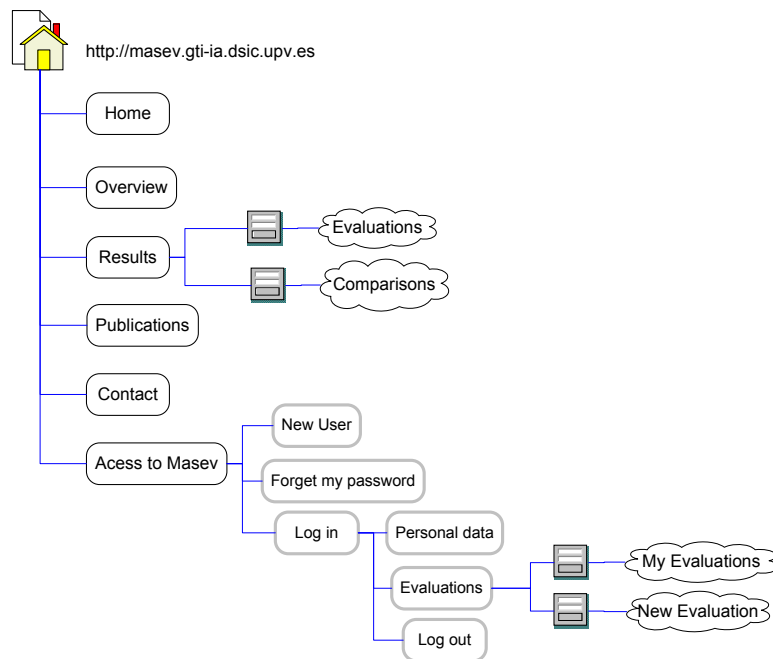 http://masev.gti-ia.dsic.upv.es
Home
Overview
Results
Evaluations
Comparisons
Publications
Contact
Acess to Masev
New User
Forget my password
Log in
Personal data
Evaluations
My Evaluations
New Evaluation
Log out